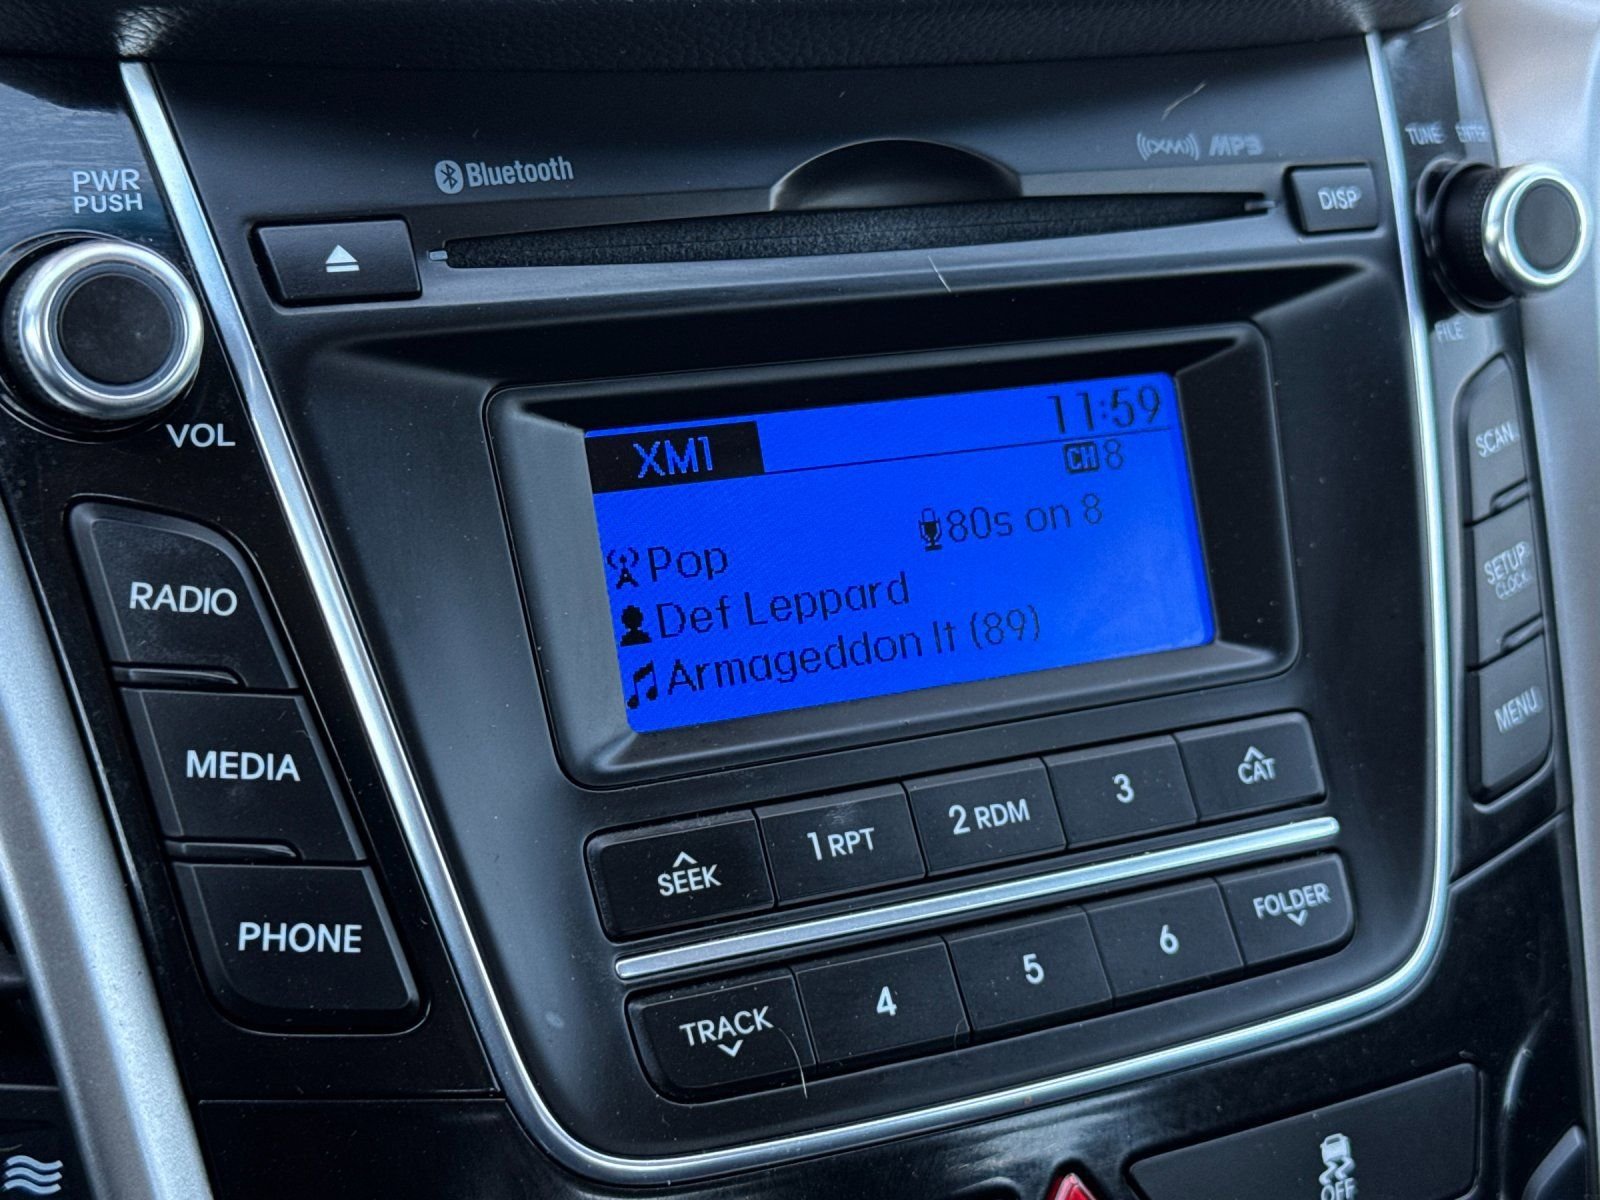 PWR
PUSH
Bluetooth
((XM)) MP3
TUNE ENTER
DISP
FILE
VOL
XM1
11:59
CH 8
80s on 8
Pop
Def Leppard
Armageddon It (89)
RADIO
MEDIA
PHONE
SCAN
SETUP
CLOCK
MENU
SEEK
1 RPT
2 RDM
3
CAT
TRACK
4
5
6
FOLDER
OFF